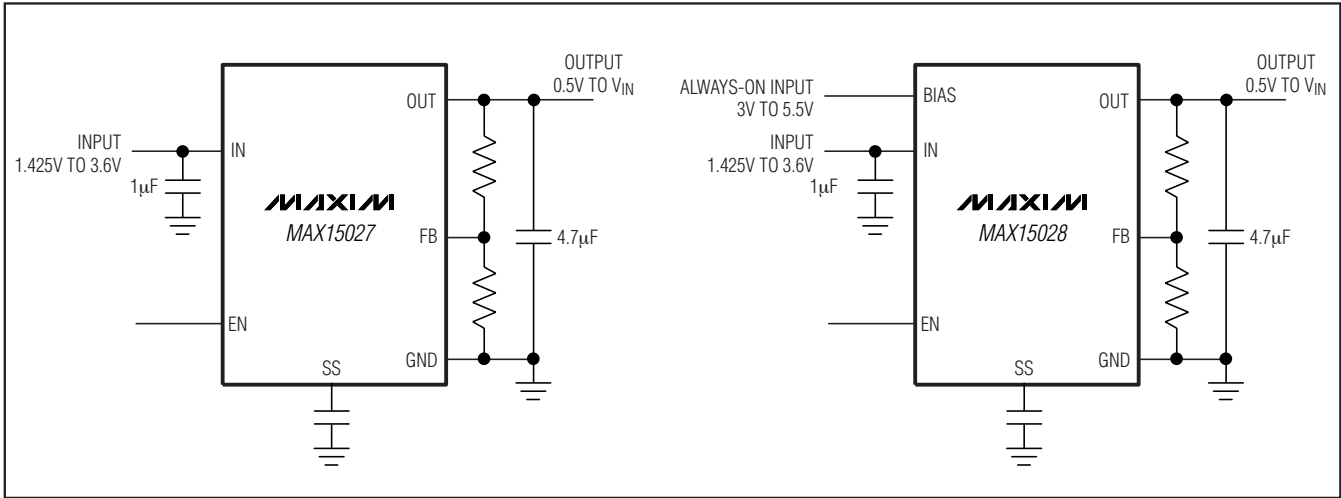 OUTPUT
0.5V TO VIN
OUT
INPUT
1.425V TO 3.6V
IN
1μF
MAXIM
MAX15027
FB
4.7μF
EN
GND
SS
OUTPUT
0.5V TO VIN
ALWAYS-ON INPUT
3V TO 5.5V
BIAS
OUT
INPUT
1.425V TO 3.6V
IN
1μF
MAXIM
MAX15028
FB
4.7μF
EN
GND
SS